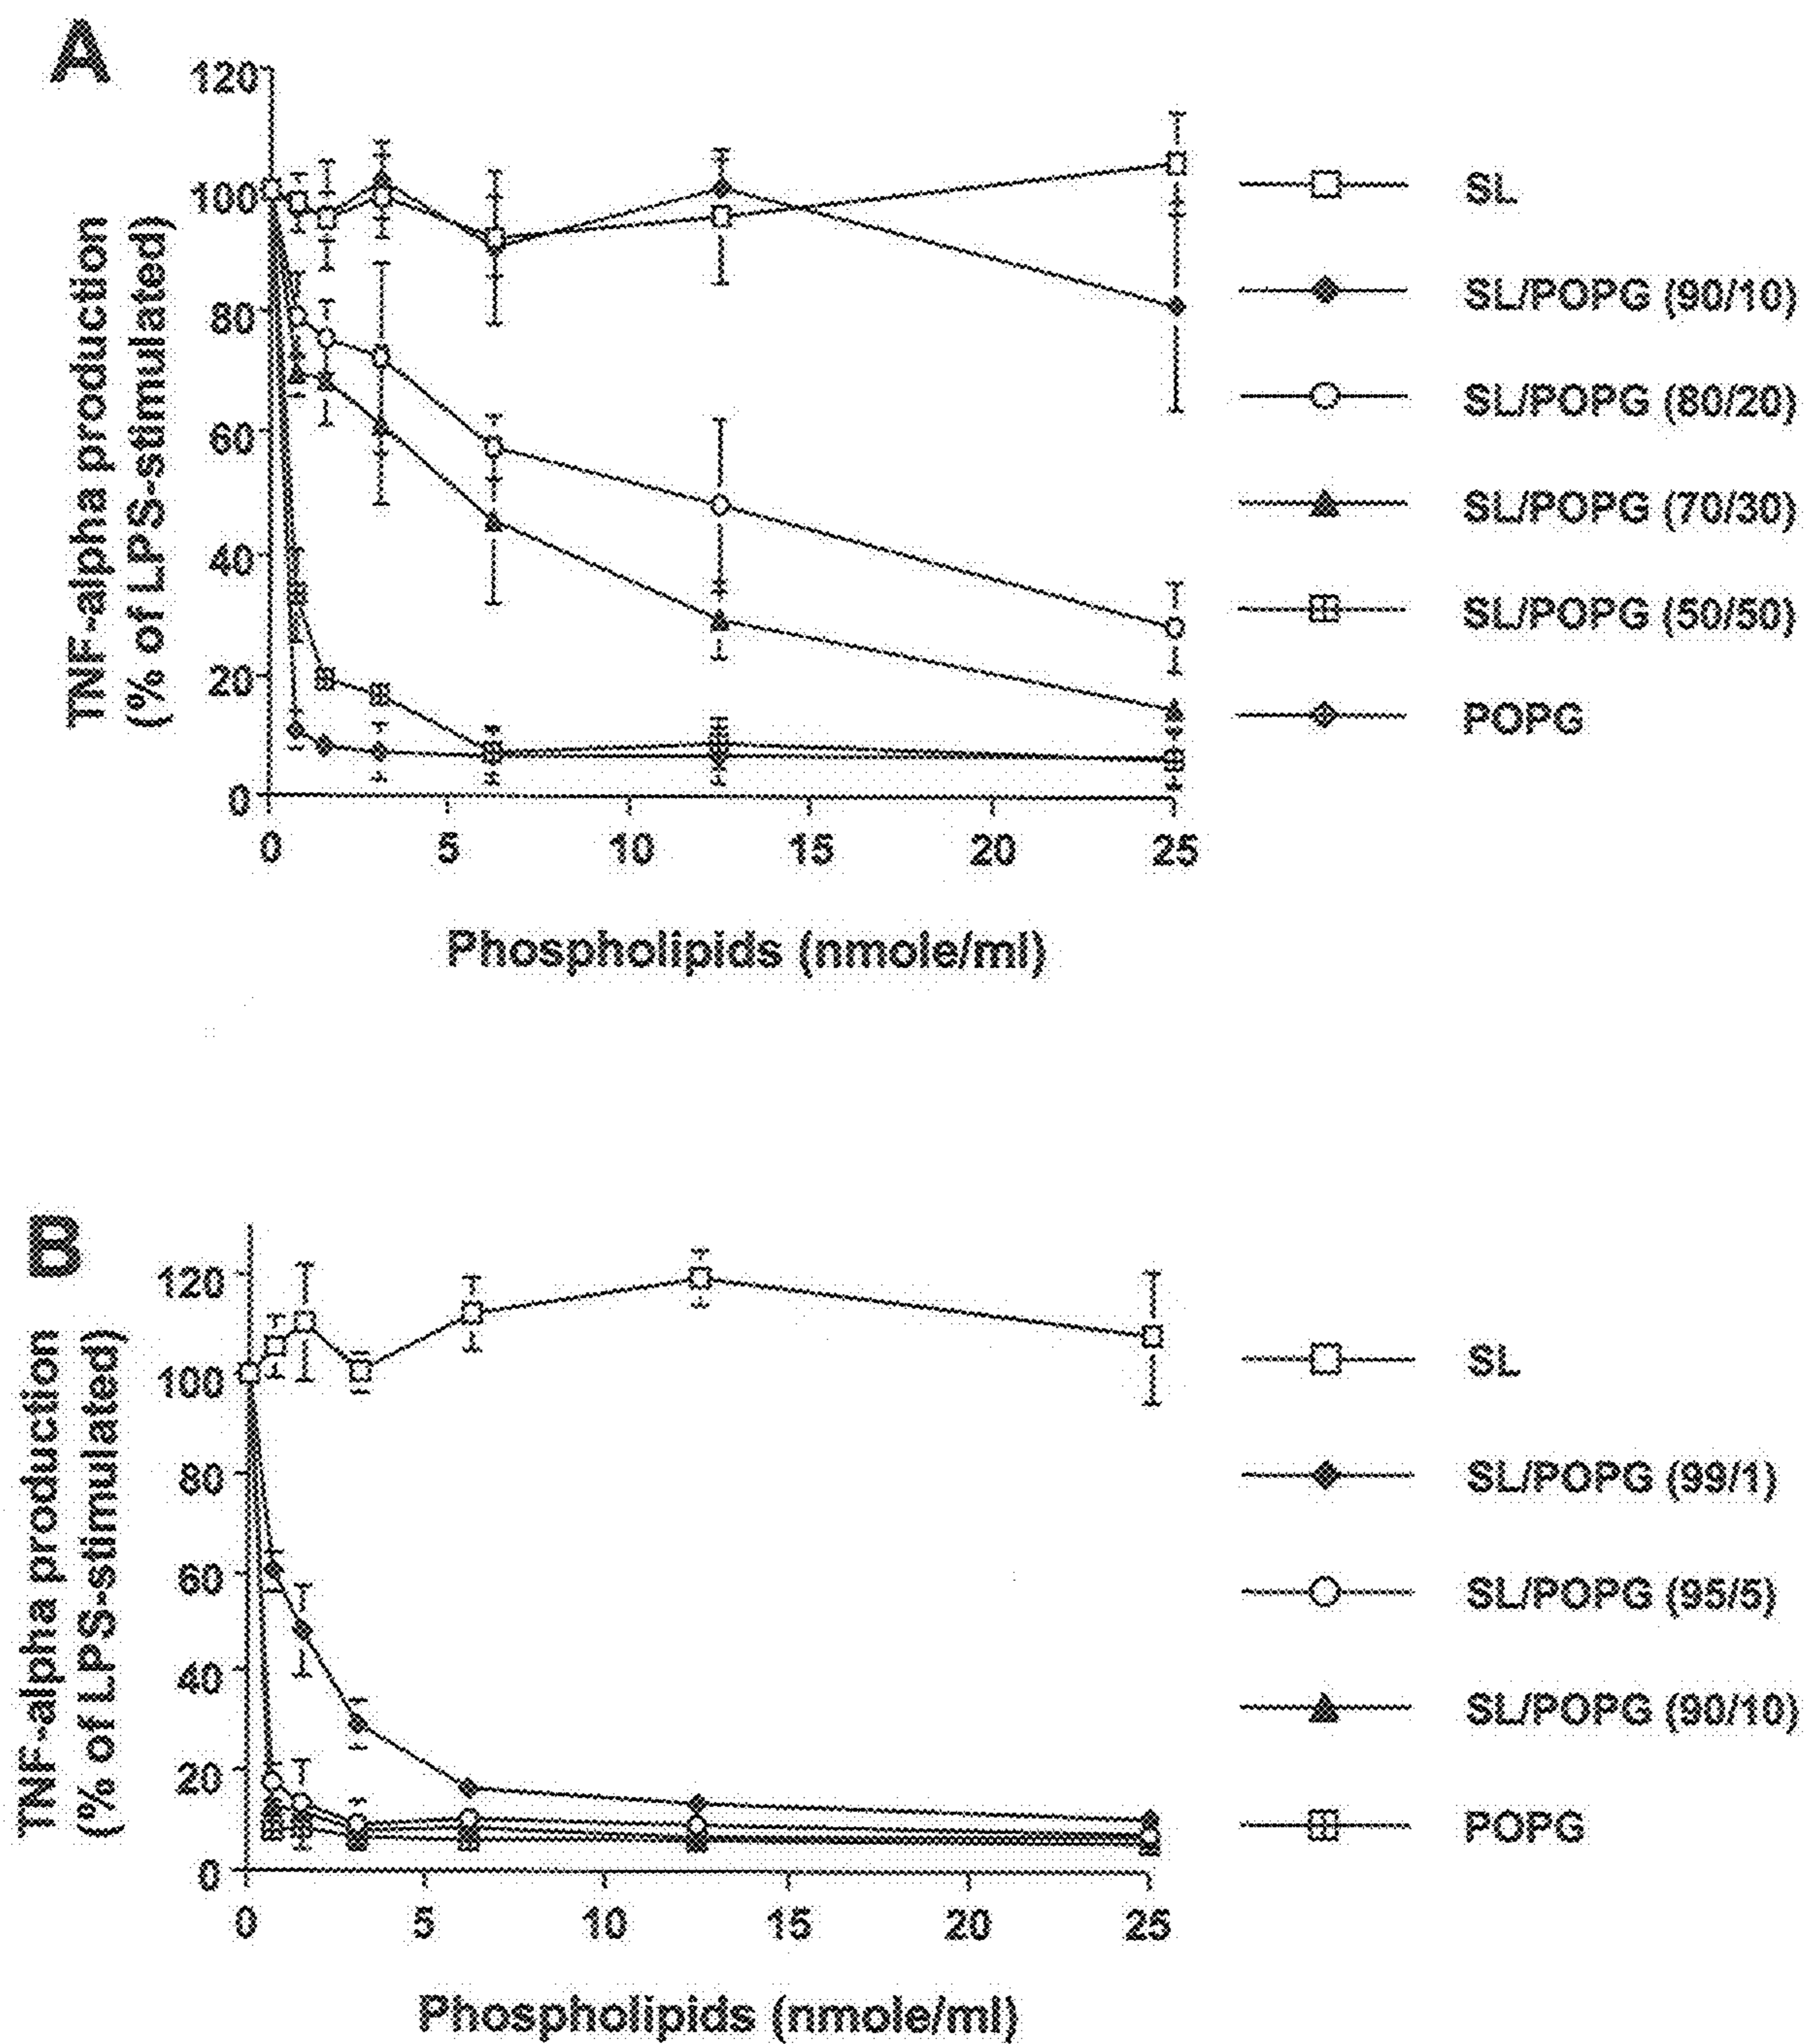 A
120
100
80
60
40
20
0
TNF-alpha production
(% of LPS-stimulated)
0 5 10 15 20 25
Phospholipids (nmole/ml)
SL
SL/POPG (90/10)
SL/POPG (80/20)
SL/POPG (70/30)
SL/POPG (50/50)
POPG
B
120
100
80
60
40
20
0
TNF-alpha production
(% of LPS-stimulated)
0 5 10 15 20 25
Phospholipids (nmole/ml)
SL
SL/POPG (99/1)
SL/POPG (95/5)
SL/POPG (90/10)
POPG